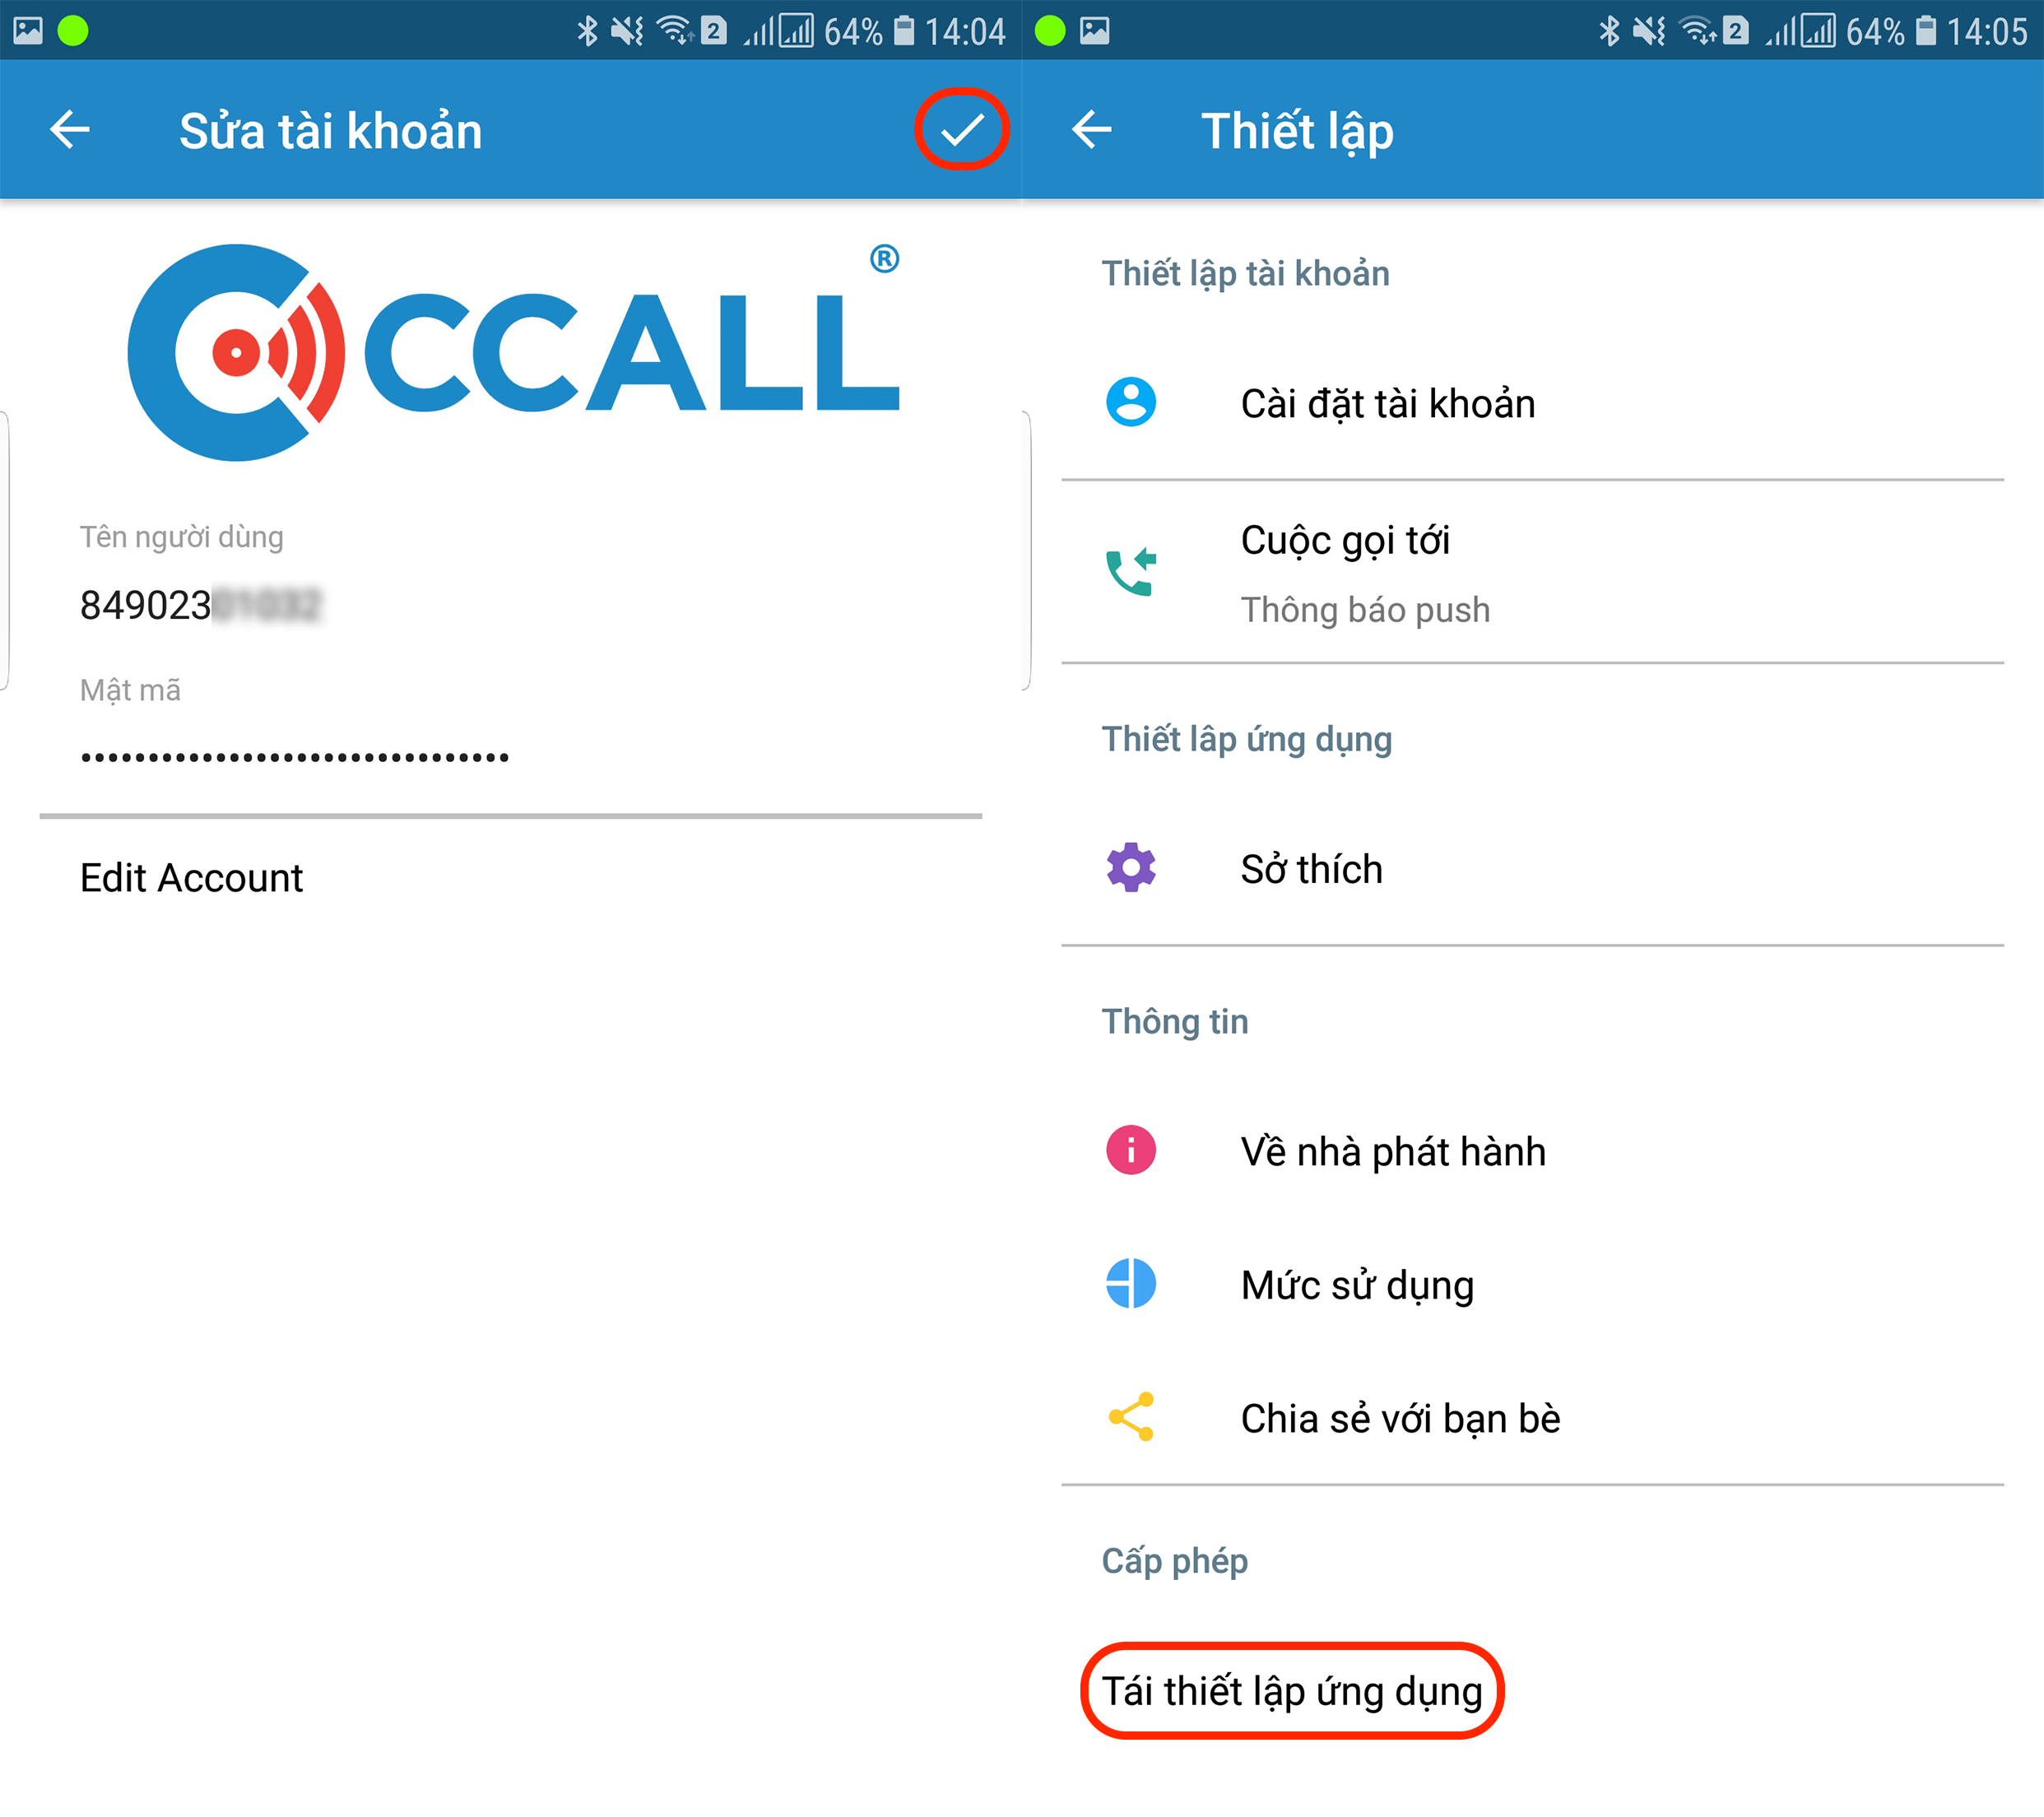 2 64% 14:04
Sửa tài khoản
CCALL®
Tên người dùng
849023
Mật mã
Edit Account
2 64% 14:05
Thiết lập
Thiết lập tài khoản
Cài đặt tài khoản
Cuộc gọi tới
Thông báo push
Thiết lâp ứng dụng
Sở thích
Thông tin
Về nhà phát hành
Mức sử dụng
Chia sẻ với bạn bè
Cấp phép
Tái thiết lập ứng dụng